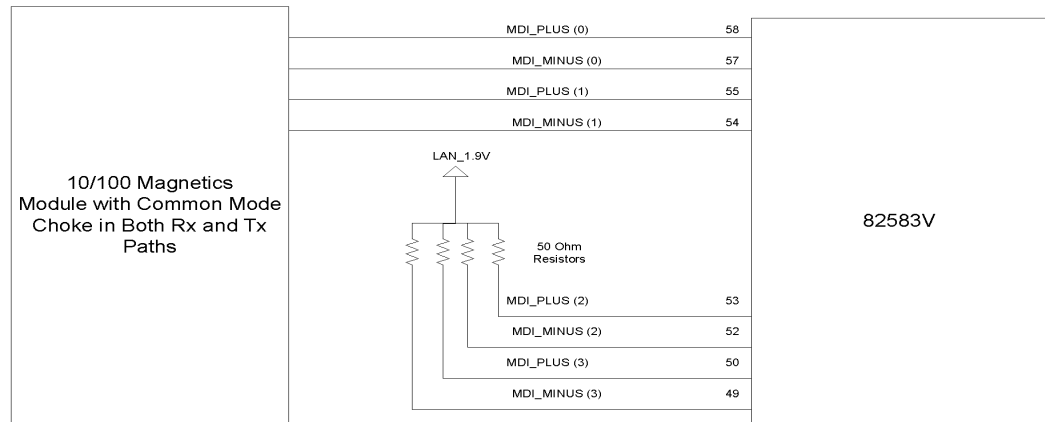 MDI_PLUS (0) 58
MDI_MINUS (0) 57
MDI_PLUS (1) 55
MDI_MINUS (1) 54
LAN_1.9V
10/100 Magnetics
Module with Common Mode
Choke in Both Rx and Tx
Paths
82583V
50 Ohm
Resistors
MDI_PLUS (2) 53
MDI_MINUS (2) 52
MDI_PLUS (3) 50
MDI_MINUS (3) 49